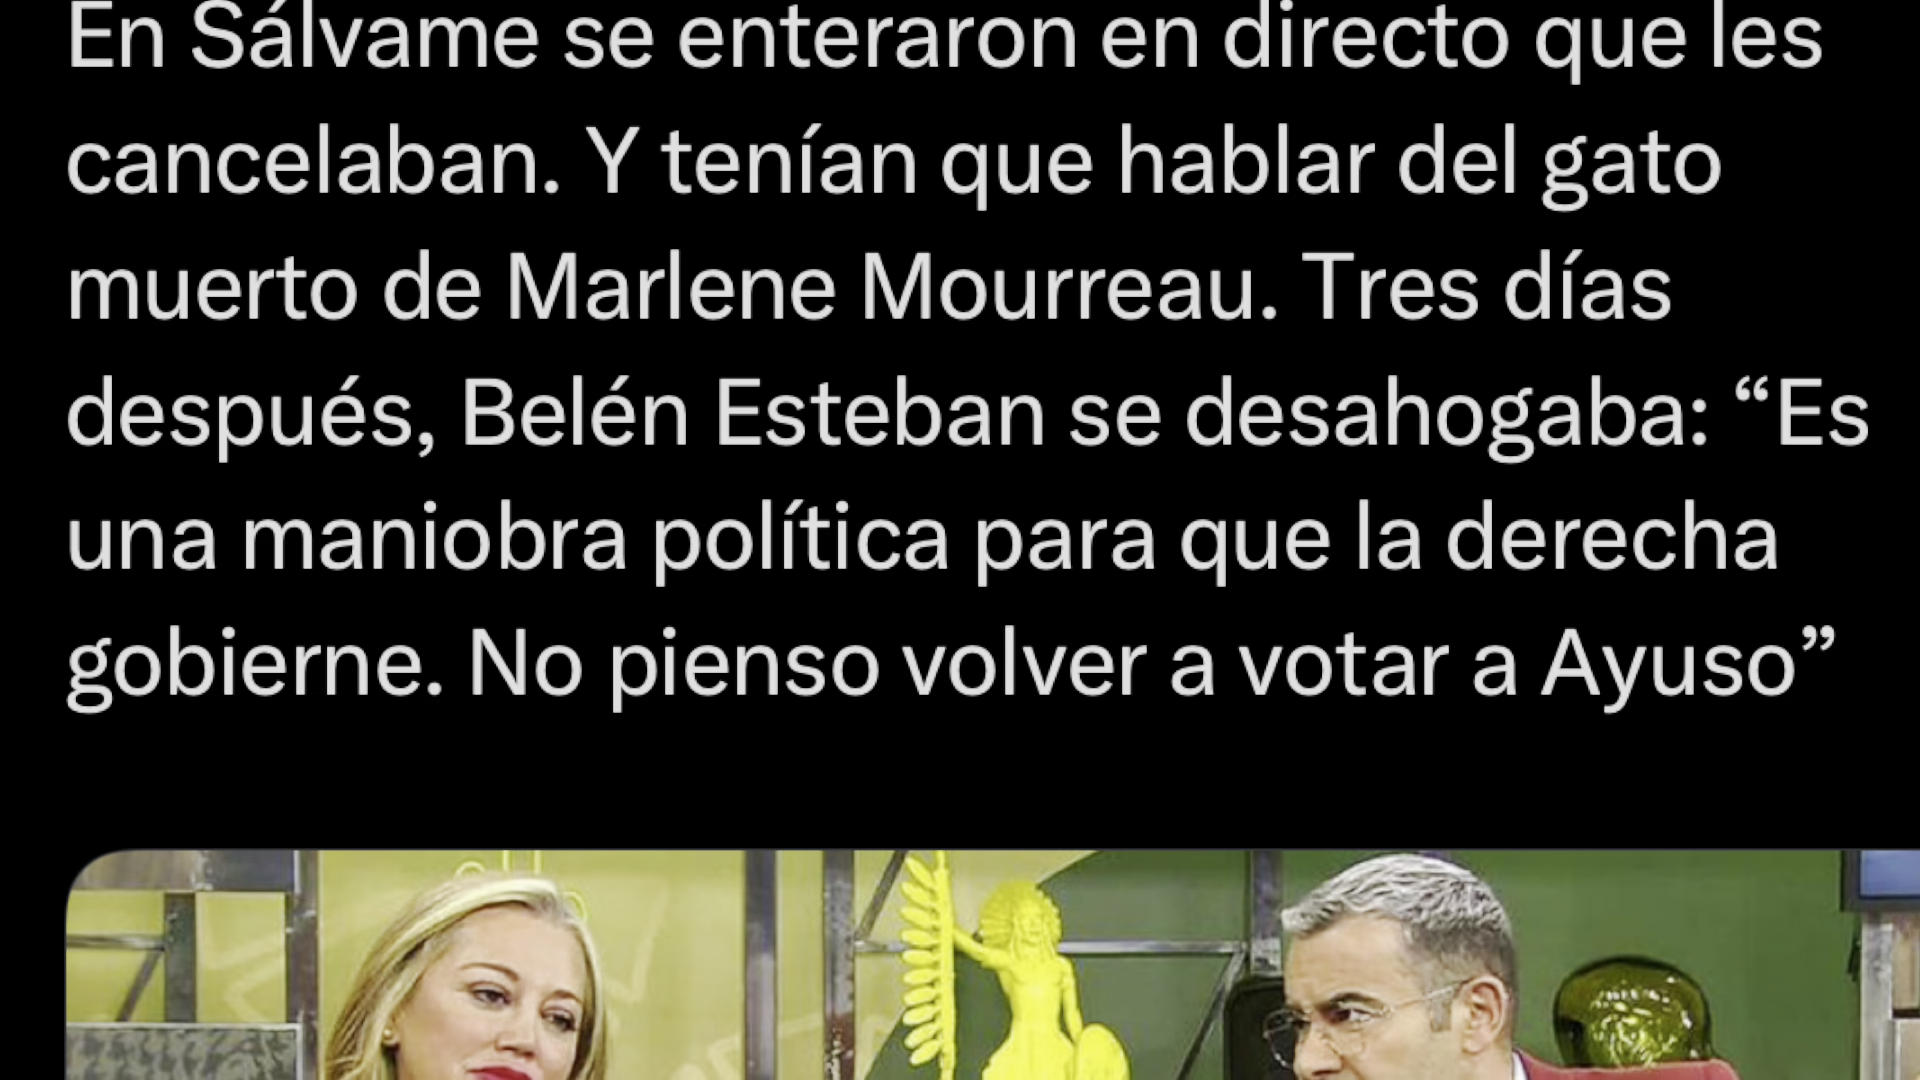 En Sálvame se enteraron en directo que les
cancelaban. Y tenían que hablar del gato
muerto de Marlene Mourreau. Tres días
después, Belén Esteban se desahogaba: “Es
una maniobra política para que la derecha
gobierne. No pienso volver a votar a Ayuso”